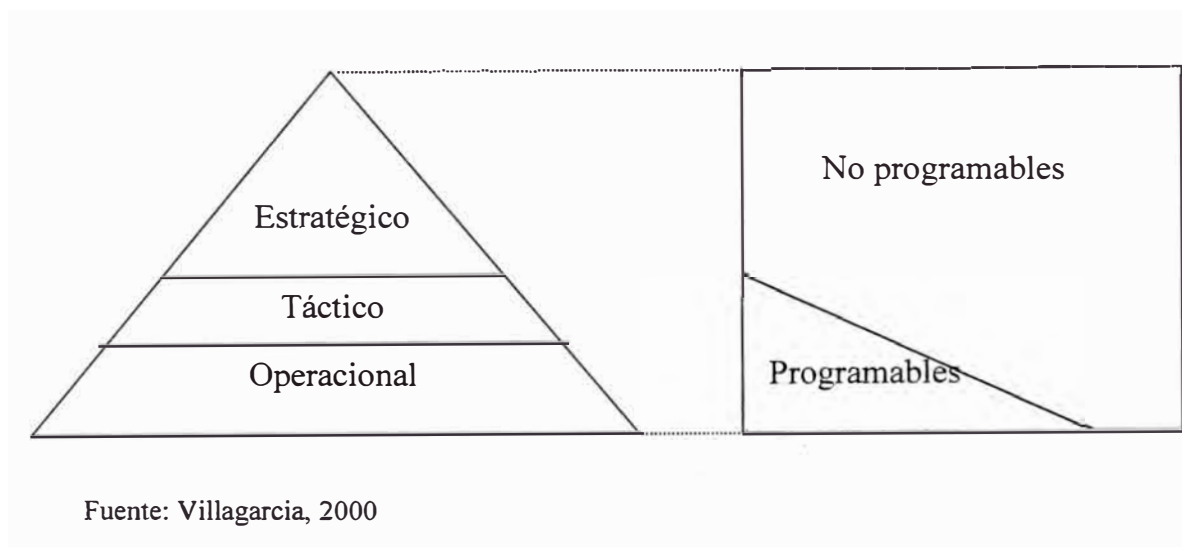 No programables
Estratégico
Táctico
Programables
Operacional
Fuente: Villagarcia, 2000